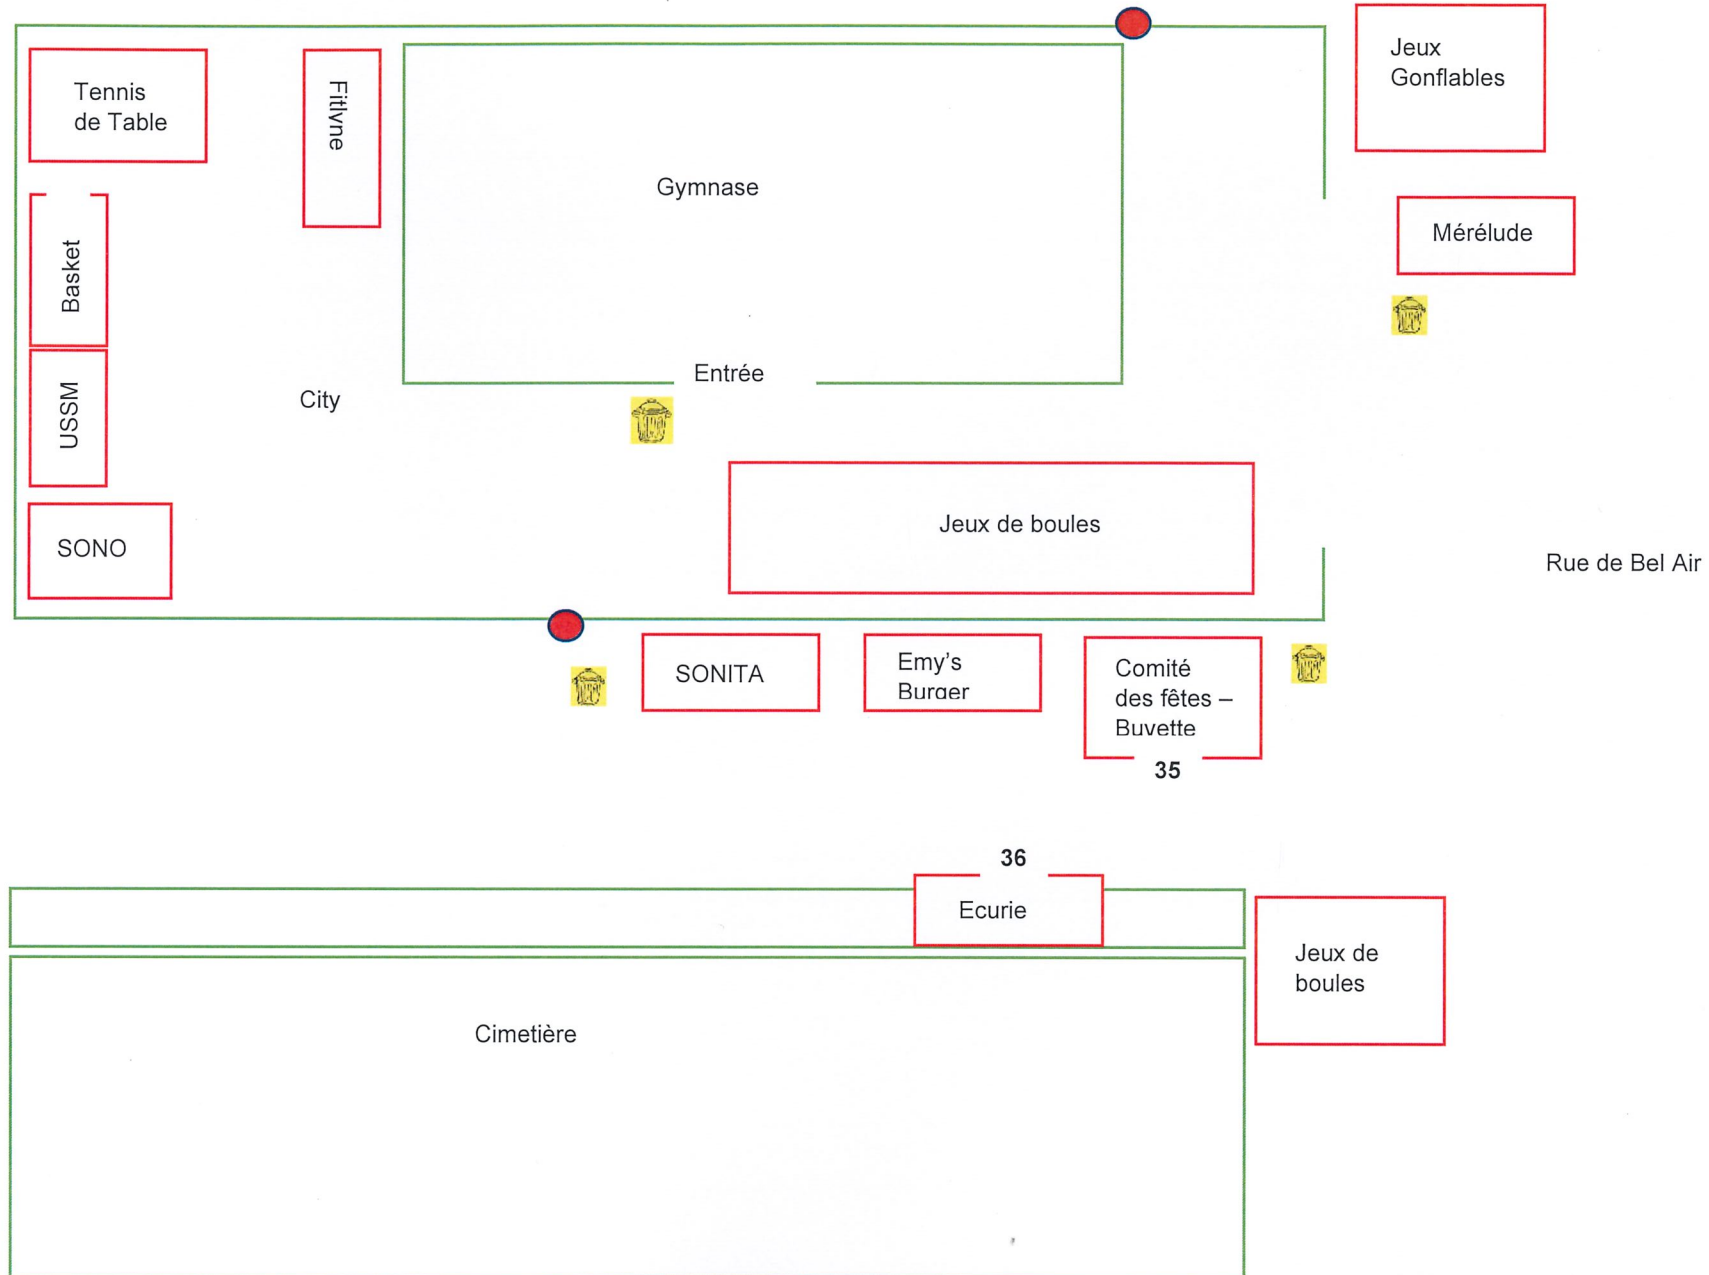 Jeux
Gonflables
Tennis
de Table
Fitlyne
Gymnase
Mérélude
Basket
Entrée
City
USSM
Jeux de boules
SONO
Rue de Bel Air
SONITA
Emy's
Burger
Comité
des fêtes –
Buvette
35
36
Ecurie
Jeux de
boules
Cimetière